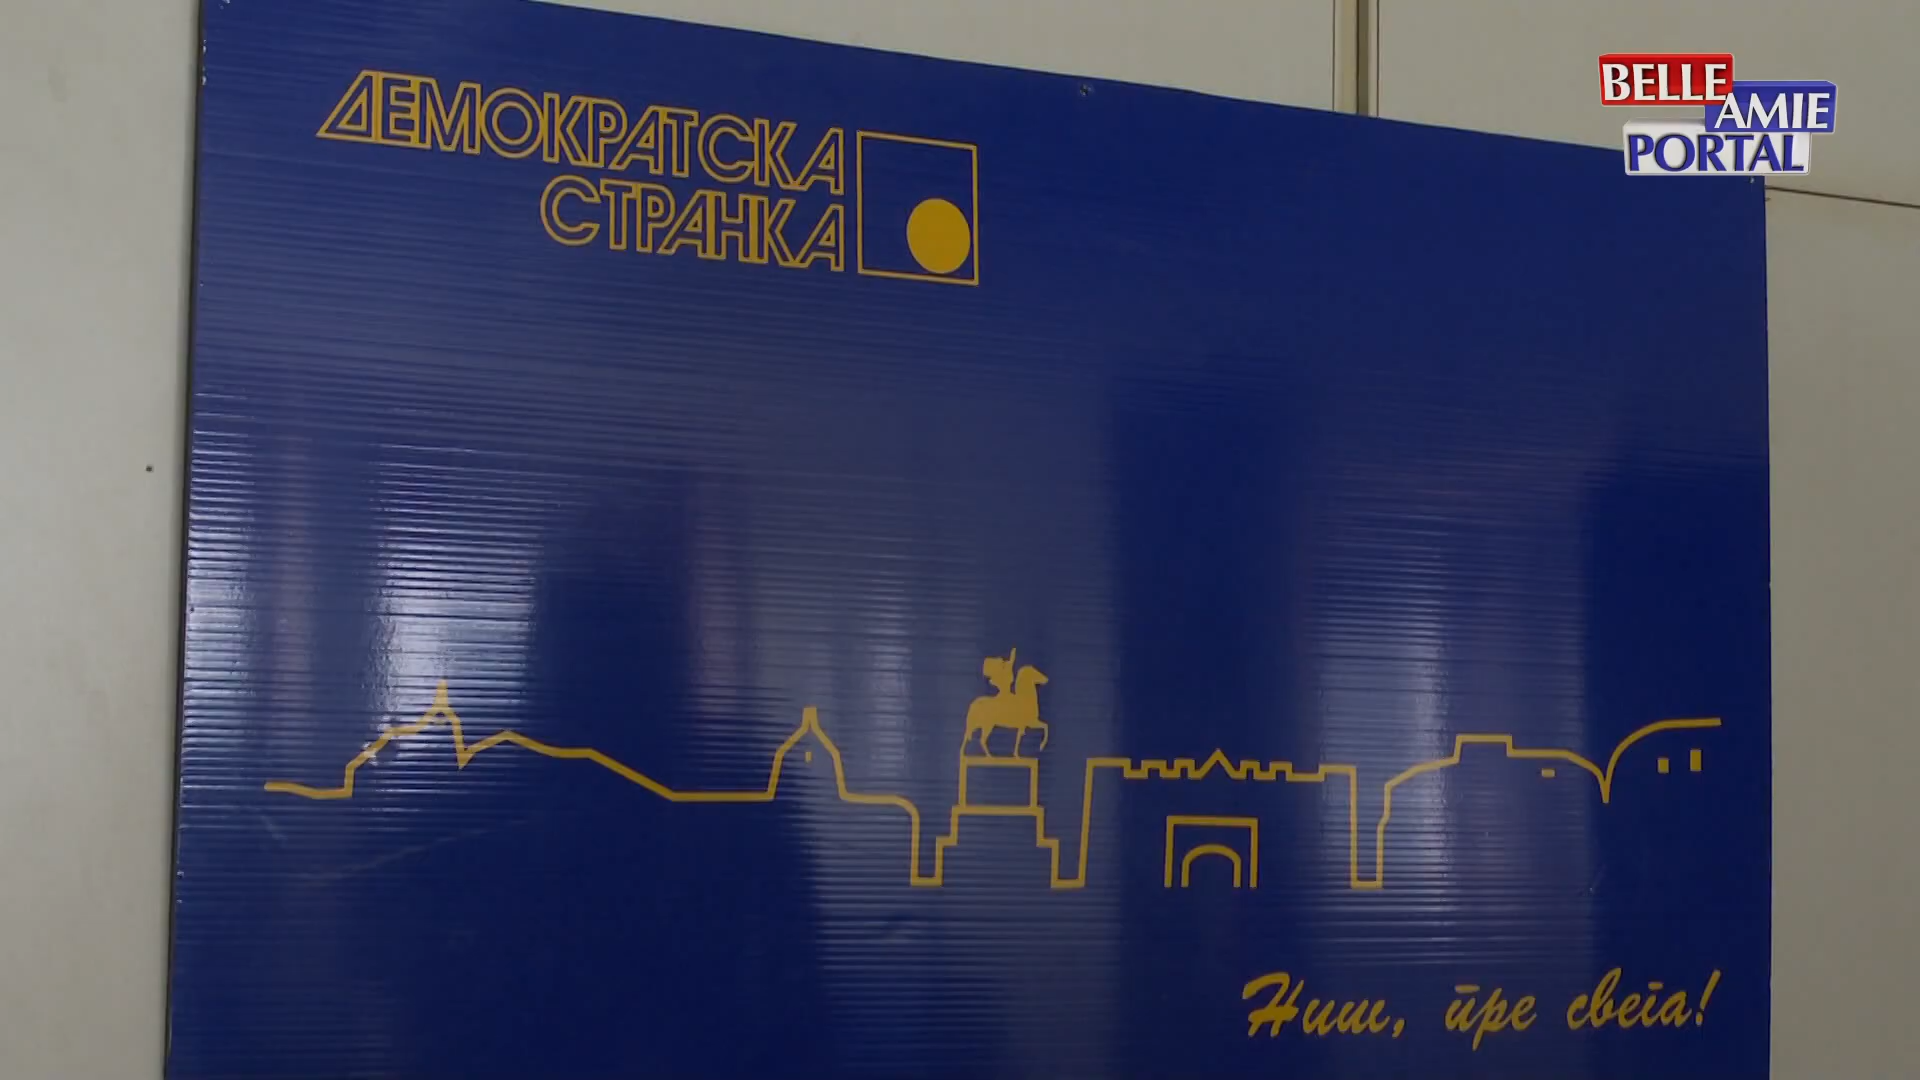 ДЕМОКРАТСКА
СТРАНКА
BELLE
AMIE
PORTAL
Ниш, пре свега!